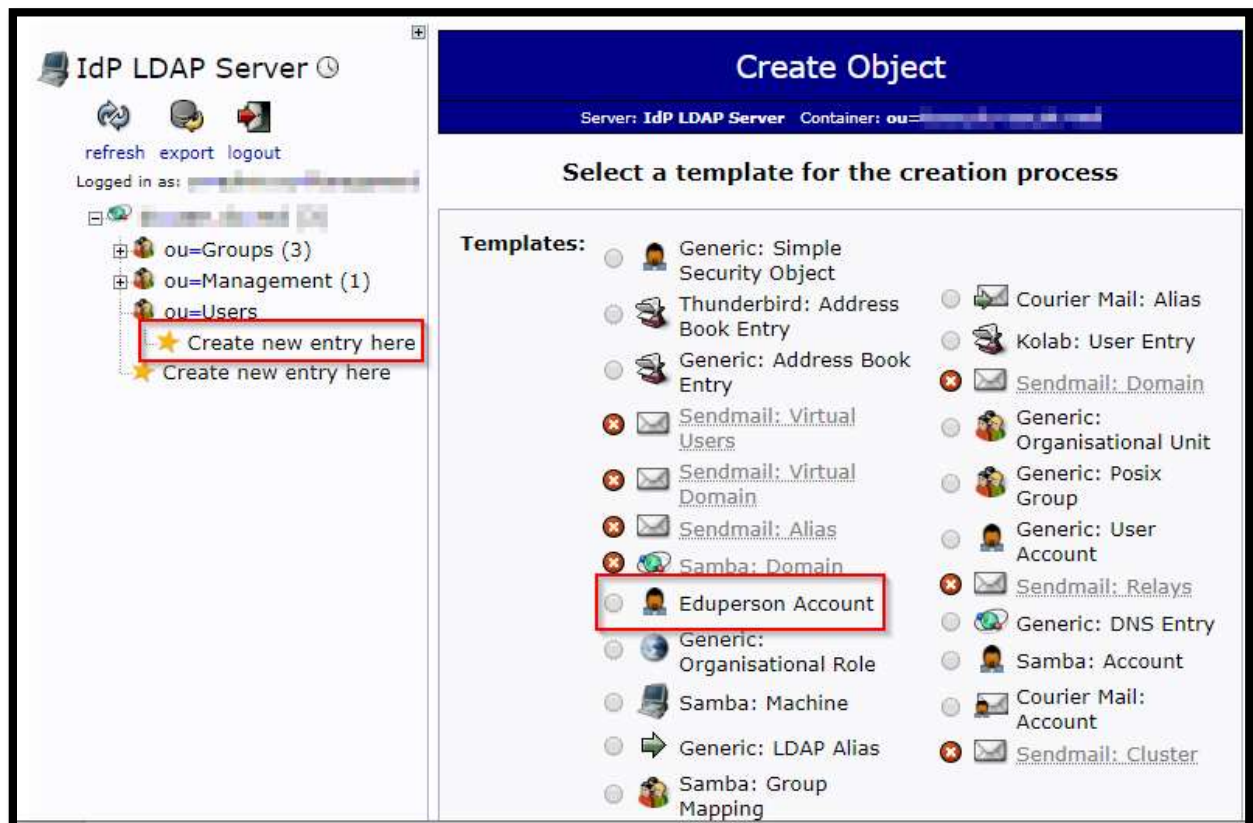 IdP LDAP Server
refresh export logout
Logged in as:
ou=Groups (3)
ou=Management (1)
ou=Users
Create new entry here
Create new entry here
Create Object
Server: IdP LDAP Server Container: ou=
Select a template for the creation process
Templates:
Generic: Simple
Security Object
Thunderbird: Address
Book Entry
Generic: Address Book
Entry
Sendmail: Virtual
Users
Sendmail: Virtual
Domain
Sendmail: Alias
Samba: Domain
Eduperson Account
Generic:
Organisational Role
Samba: Machine
Generic: LDAP Alias
Samba: Group
Mapping
Courier Mail: Alias
Kolab: User Entry
Sendmail: Domain
Generic:
Organisational Unit
Generic: Posix
Group
Generic: User
Account
Sendmail: Relays
Generic: DNS Entry
Samba: Account
Courier Mail:
Account
Sendmail: Cluster